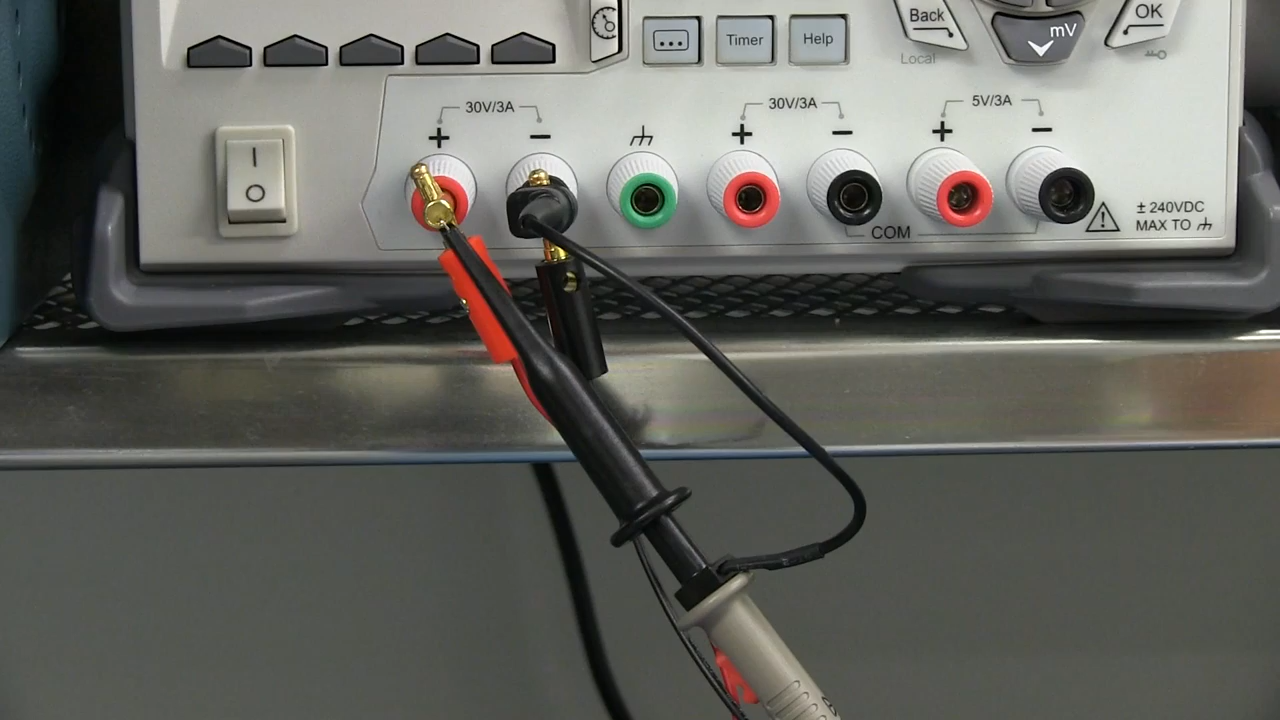 Back
Local
mV
OK
Timer
Help
30V/3A
30V/3A
5V/3A
+
−
+
−
+
−
I
O
COM
± 240VDC
MAX TO